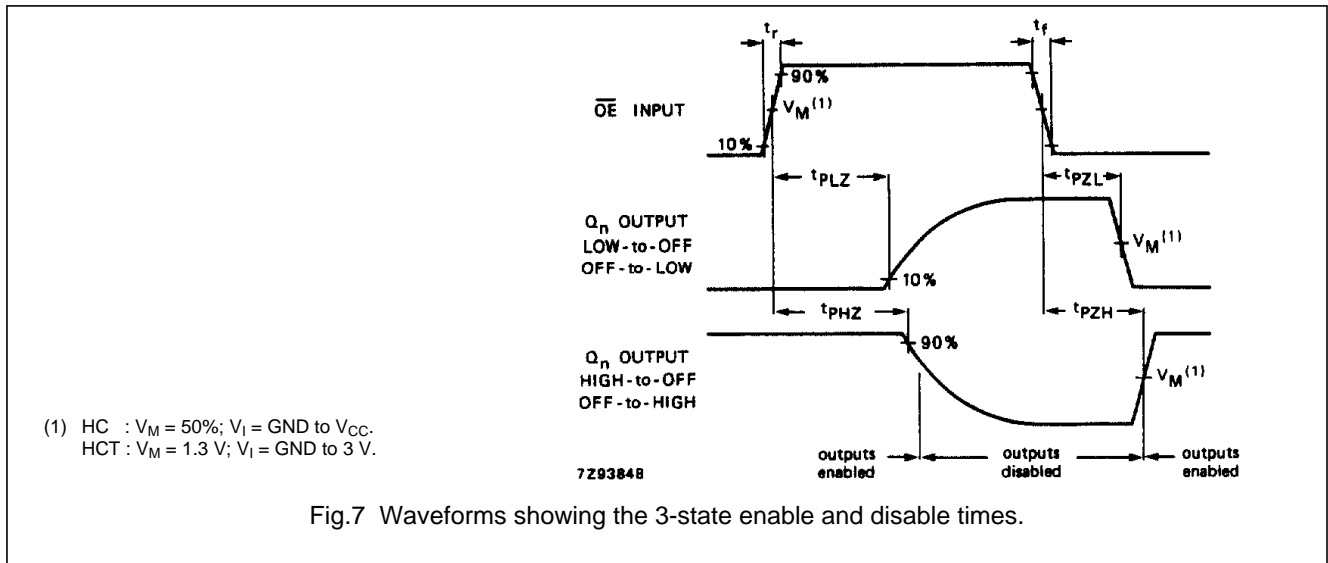 tr
tf
90%
OE INPUT
VM(1)
10%
tPLZ
tPZL
Qn OUTPUT
LOW-to-OFF
OFF-to-LOW
VM(1)
10%
tPHZ
tPZH
90%
Qn OUTPUT
HIGH-to-OFF
OFF-to-HIGH
VM(1)
(1) HC : VM = 50%; VI = GND to VCC.
HCT : VM = 1.3 V; VI = GND to 3 V.
outputs enabled
outputs disabled
outputs enabled
7Z93848
Fig.7 Waveforms showing the 3-state enable and disable times.